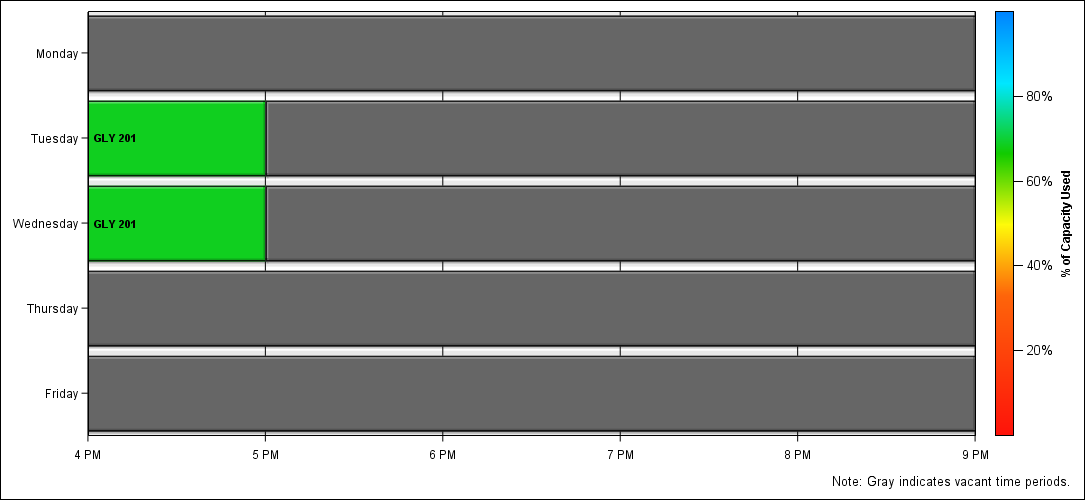 Monday
Tuesday
GLY 201
Wednesday
GLY 201
Thursday
Friday
4 PM 5 PM 6 PM 7 PM 8 PM 9 PM
80%
60%
40%
20%
% of Capacity Used
Note: Gray indicates vacant time periods.